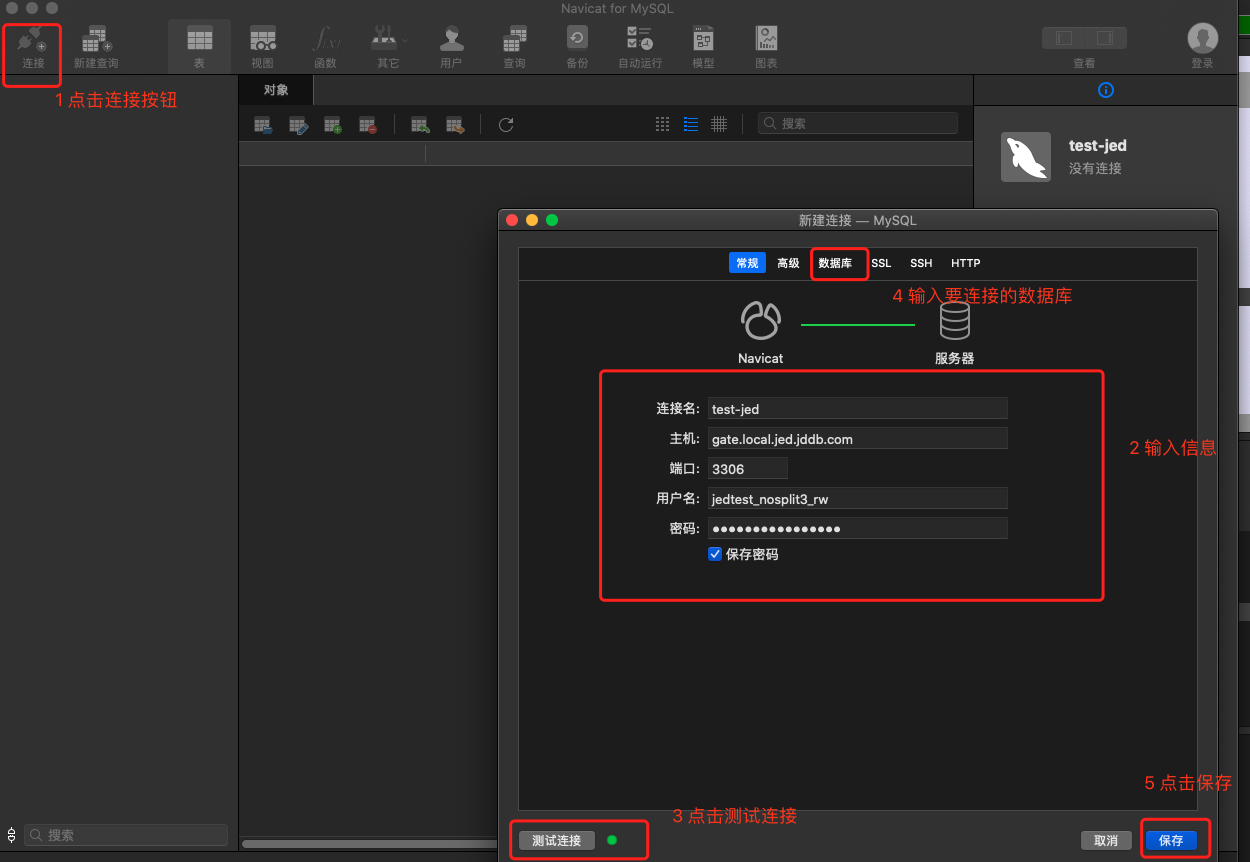 Navicat for MySQL
连接
新建查询
表
视图
函数
其它
用户
查询
备份
自动运行
模型
图表
查看
登录
1 点击连接按钮
对象
搜索
test-jed
没有连接
新建连接 — MySQL
常规 高级 数据库 SSL SSH HTTP
4 输入要连接的数据库
Navicat
服务器
连接名: test-jed
主机: gate.local.jed.jddb.com
2 输入信息
端口: 3306
用户名: jedtest_nosplit3_rw
密码: ●●●●●●●●●●●●●●●●
保存密码
5 点击保存
3 点击测试连接
搜索
测试连接
取消
保存